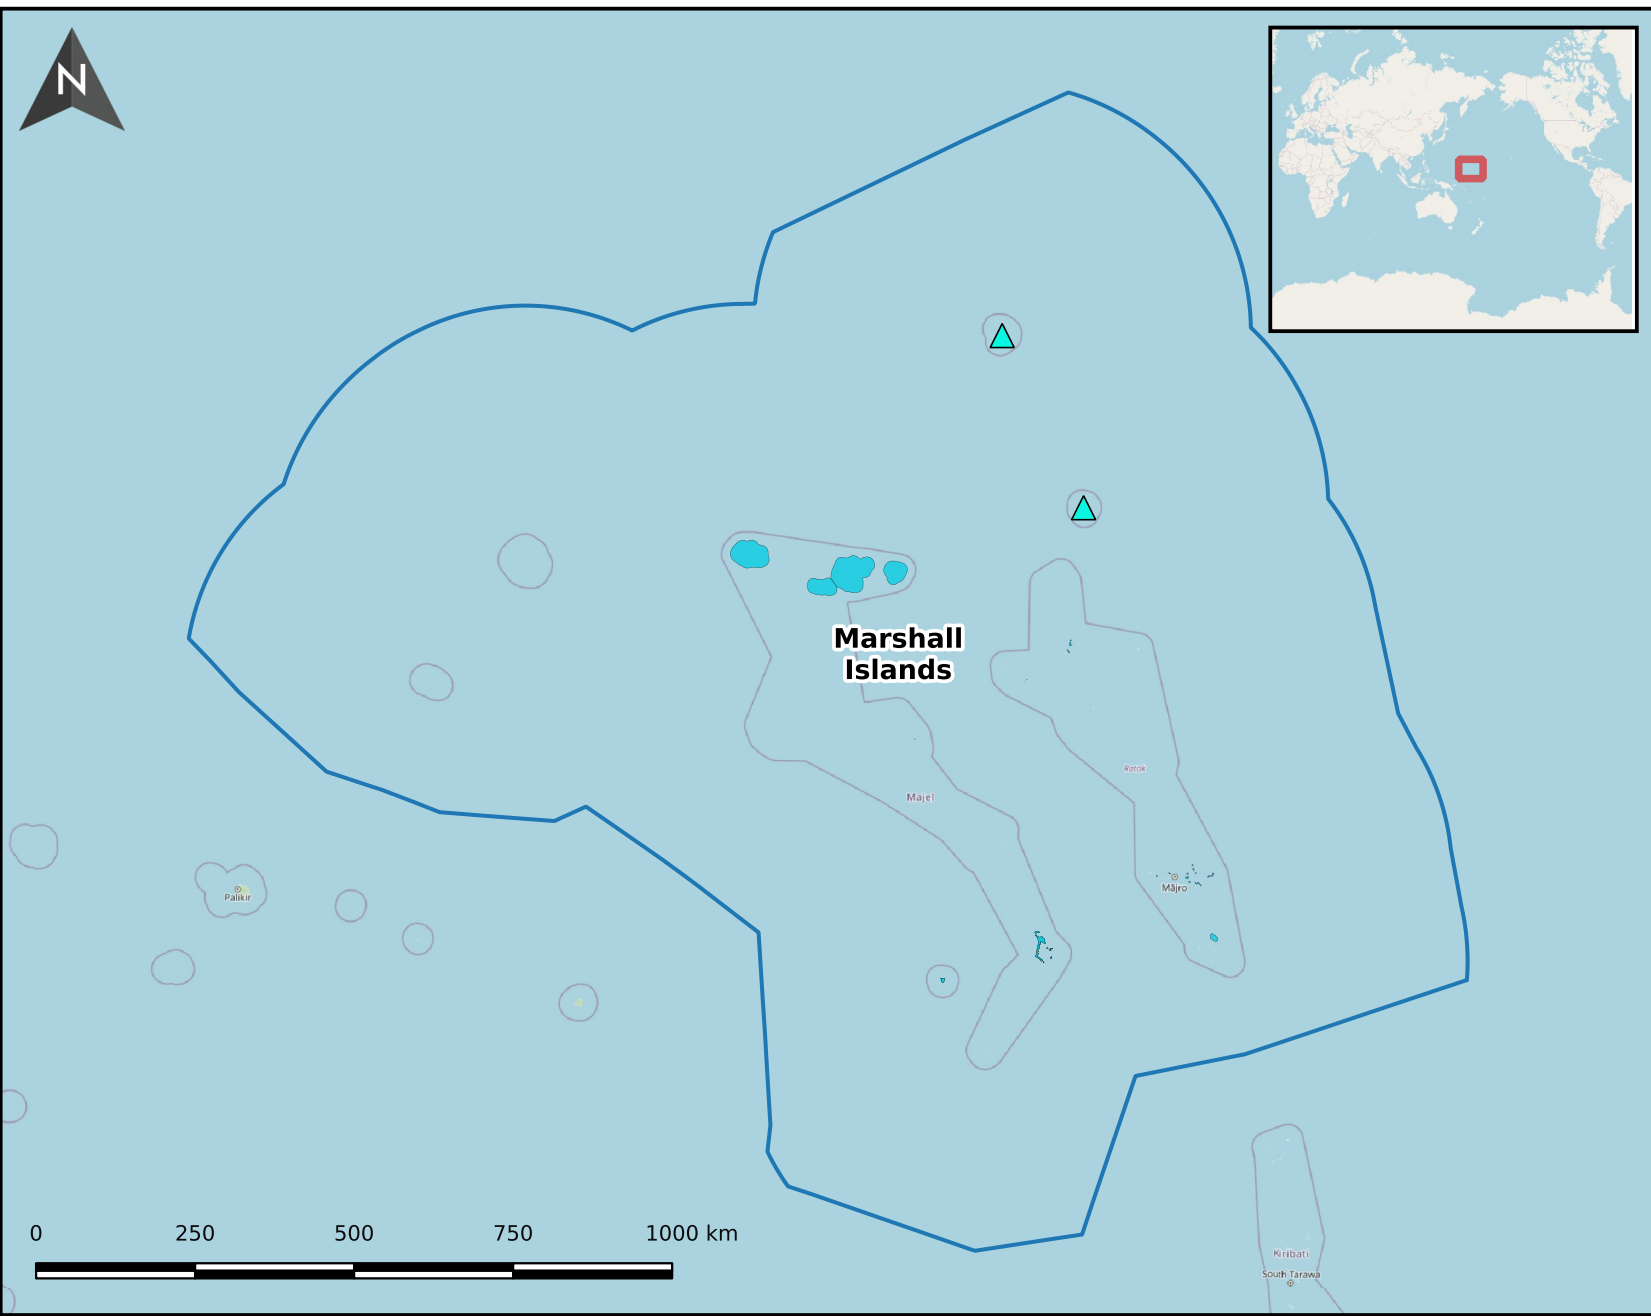 N
Marshall
Islands
Ratak
Majel
Mājro
Palikir
0 250 500 750 1000 km
Kiribati
South Tarawa